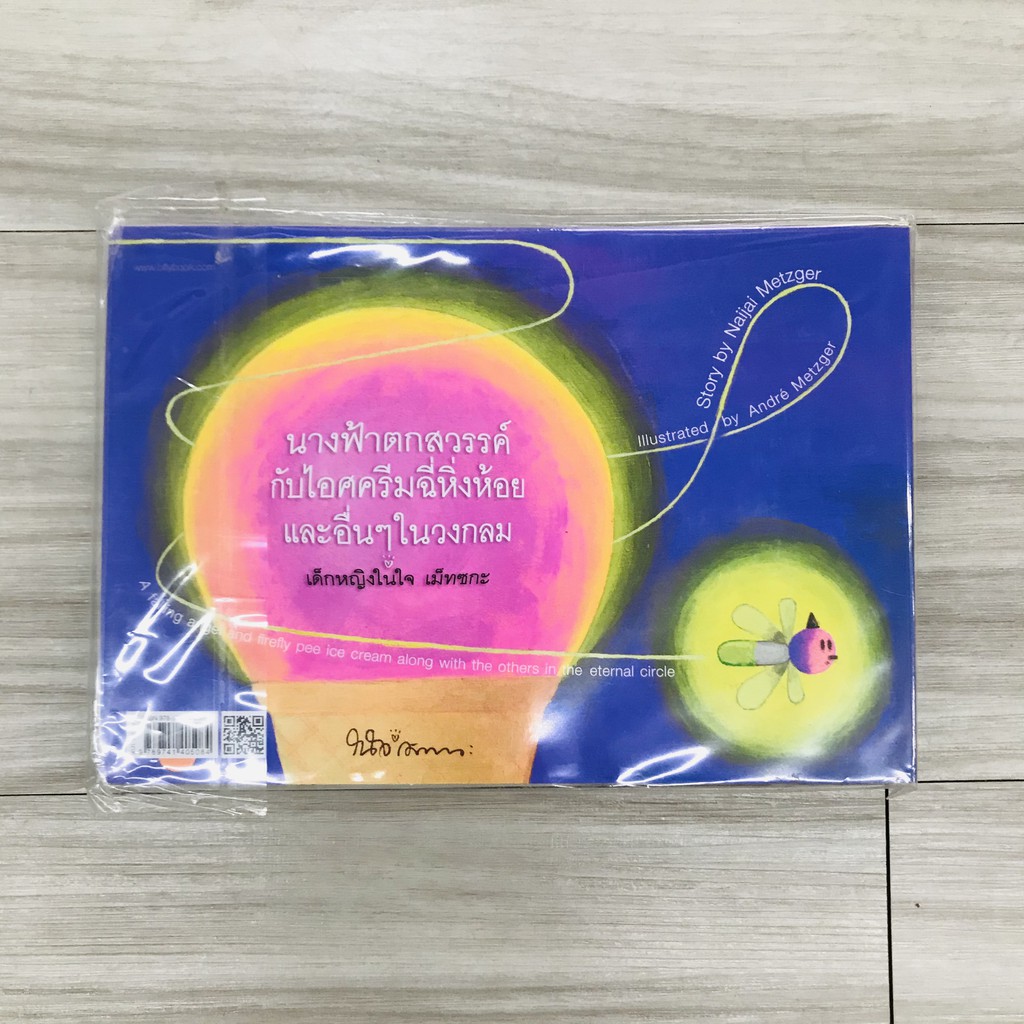 Story by Naijai Metzger
Illustrated by André Metzger
นางฟ้าตกสวรรค์
กับไอศครีมฉี่หิ่งห้อย
และอื่นๆในวงกลม
เด็กหญิงในใจ เม็ทซกะ
A falling angel and firefly pee ice cream along with the others in the eternal circle